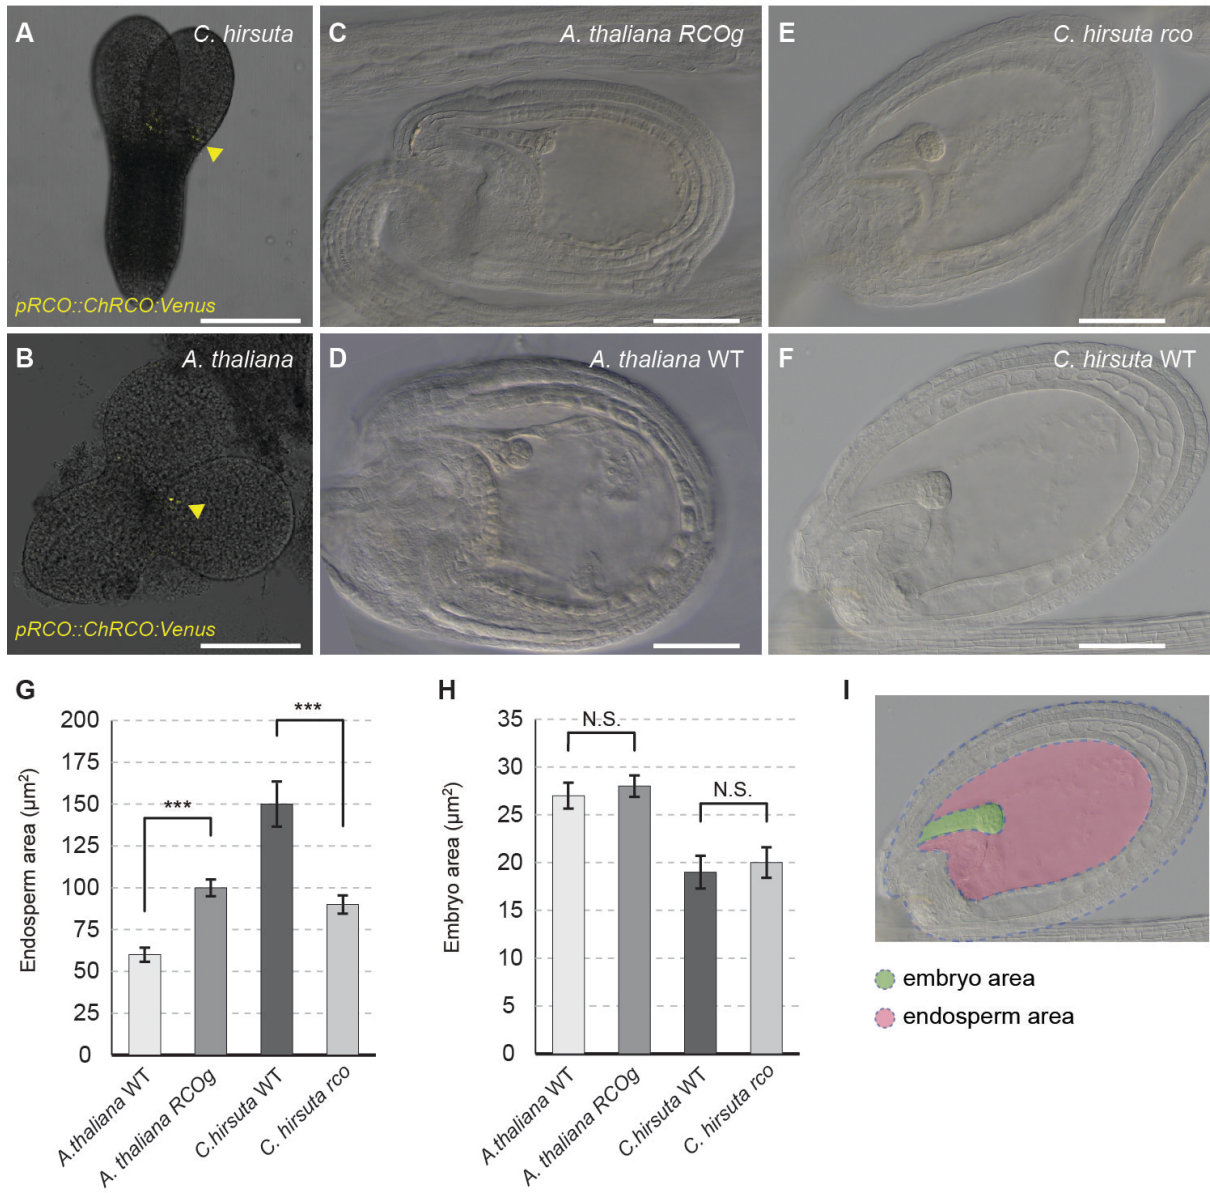 A
C. hirsuta
pRCO::ChRCO:Venus
B
A. thaliana
pRCO::ChRCO:Venus
C
A. thaliana RCOg
D
A. thaliana WT
E
C. hirsuta rco
F
C. hirsuta WT
G
Endosperm area (µm²)
200
175
150
125
100
75
50
25
0
***
***
A.thaliana WT
A. thaliana RCOg
C.hirsuta WT
C. hirsuta rco
H
Embryo area (µm²)
35
30
25
20
15
10
5
0
N.S.
N.S.
A.thaliana WT
A. thaliana RCOg
C.hirsuta WT
C. hirsuta rco
I
embryo area
endosperm area